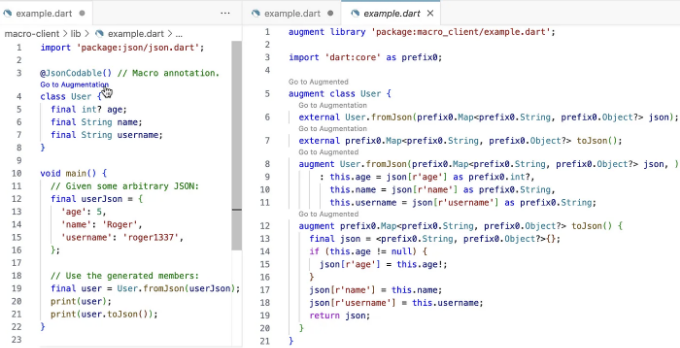 example.dart
macro-client > lib > example.dart > ...
1 import 'package:json/json.dart';
2
3 @JsonCodable() // Macro annotation.
Go to Augmentation
4 class User {
5 final int? age;
6 final String name;
7 final String username;
8 }
9
10 void main() {
11 // Given some arbitrary JSON:
12 final userJson = {
13 'age': 5,
14 'name': 'Roger',
15 'username': 'roger1337',
16 };
17
18 // Use the generated members:
19 final user = User.fromJson(userJson);
20 print(user);
21 print(user.toJson());
22 }
23
example.dart example.dart
1 augment library 'package:macro_client/example.dart';
2
3 import 'dart:core' as prefix0;
4
Go to Augmented
5 augment class User {
Go to Augmentation
6 external User.fromJson(prefix0.Map<prefix0.String, prefix0.Object?> json);
Go to Augmentation
7 external prefix0.Map<prefix0.String, prefix0.Object?> toJson();
Go to Augmented
8 augment User.fromJson(prefix0.Map<prefix0.String, prefix0.Object?> json, )
9 : this.age = json[r'age'] as prefix0.int?,
10 this.name = json[r'name'] as prefix0.String,
11 this.username = json[r'username'] as prefix0.String;
Go to Augmented
12 augment prefix0.Map<prefix0.String, prefix0.Object?> toJson() {
13 final json = <prefix0.String, prefix0.Object?>{};
14 if (this.age != null) {
15 json[r'age'] = this.age!;
16 }
17 json[r'name'] = this.name;
18 json[r'username'] = this.username;
19 return json;
20 }
21 }